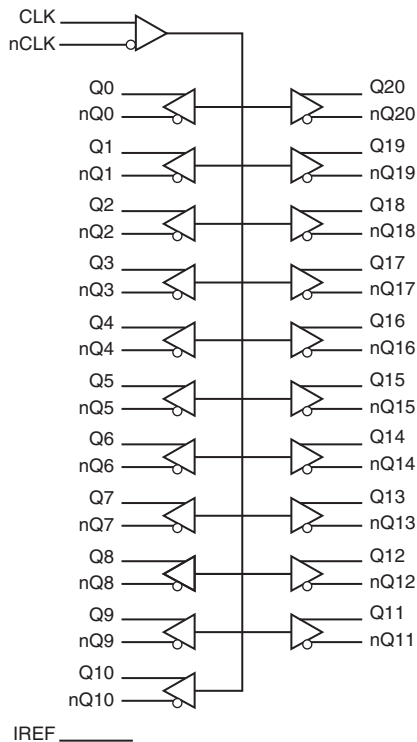 CLK
nCLK
Q0 Q20
nQ0 nQ20
Q1 Q19
nQ1 nQ19
Q2 Q18
nQ2 nQ18
Q3 Q17
nQ3 nQ17
Q4 Q16
nQ4 nQ16
Q5 Q15
nQ5 nQ15
Q6 Q14
nQ6 nQ14
Q7 Q13
nQ7 nQ13
Q8 Q12
nQ8 nQ12
Q9 Q11
nQ9 nQ11
Q10
nQ10
IREF